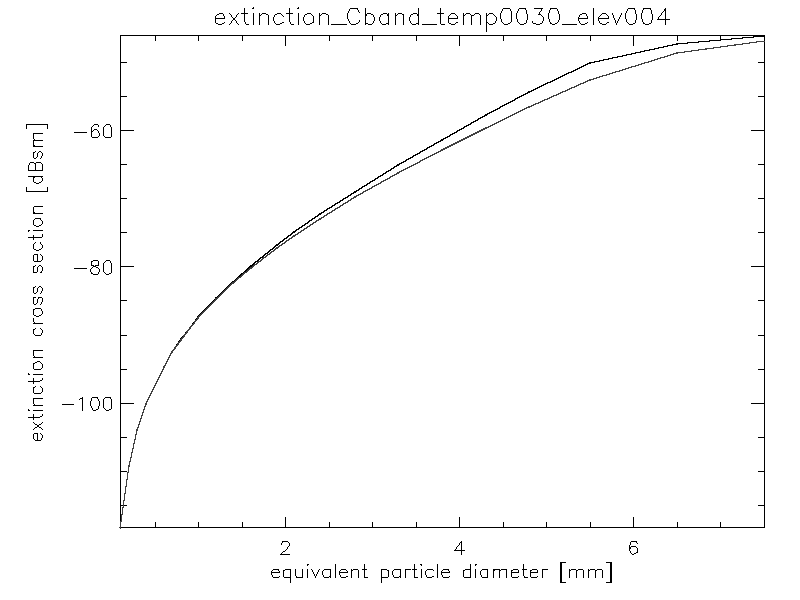 extinction_Cband_temp0030_elev004
extinction cross section [dBsm]
-60
-80
-100
2 4 6
equivalent particle diameter [mm]